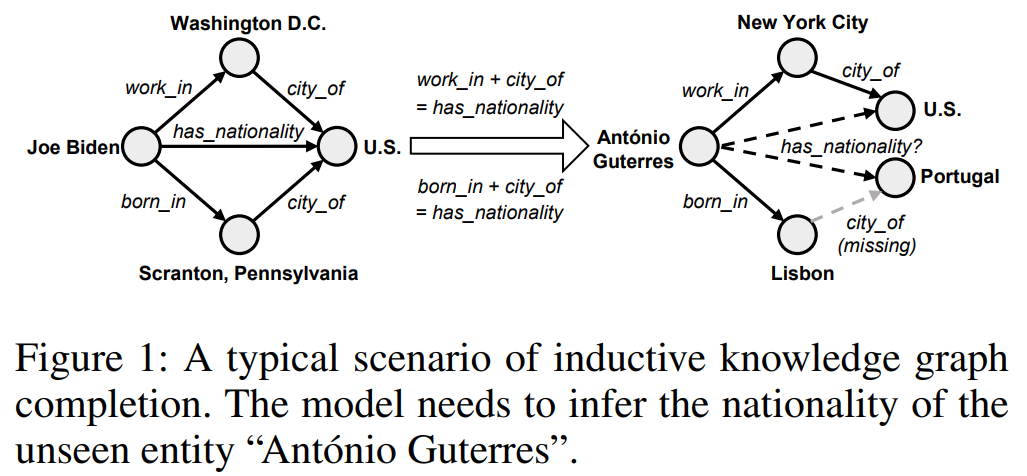 Washington D.C.
work_in
city_of
has_nationality
Joe Biden
U.S.
born_in
city_of
Scranton, Pennsylvania
work_in + city_of
= has_nationality
born_in + city_of
= has_nationality
New York City
work_in
city_of
U.S.
António
Guterres
has_nationality?
Portugal
born_in
city_of
(missing)
Lisbon
Figure 1: A typical scenario of inductive knowledge graph
completion. The model needs to infer the nationality of the
unseen entity “António Guterres”.